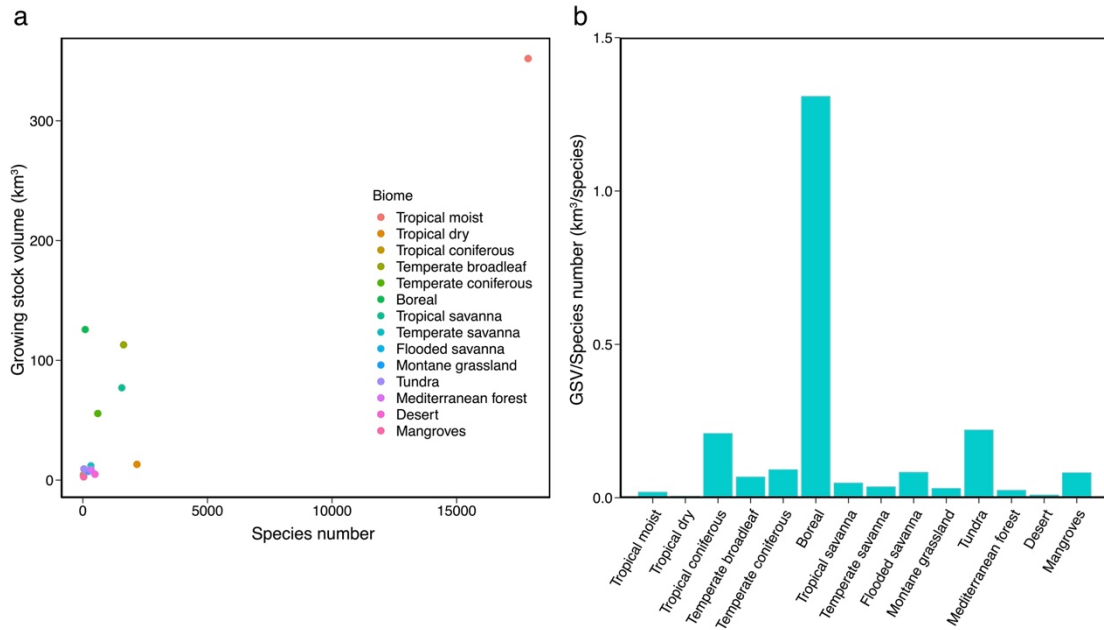 a
Growing stock volume (km³)
300
200
100
0
0
5000
10000
15000
Species number
Biome
Tropical moist
Tropical dry
Tropical coniferous
Temperate broadleaf
Temperate coniferous
Boreal
Tropical savanna
Temperate savanna
Flooded savanna
Montane grassland
Tundra
Mediterranean forest
Desert
Mangroves
b
GSV/Species number (km³/species)
1.5
1.0
0.5
0.0
Tropical moist
Tropical dry
Tropical coniferous
Temperate broadleaf
Temperate coniferous
Boreal
Tropical savanna
Temperate savanna
Flooded savanna
Montane grassland
Tundra
Mediterranean forest
Desert
Mangroves